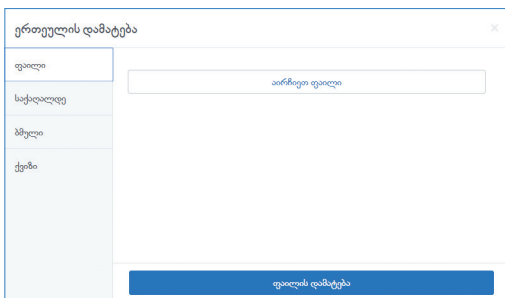 ერთეულის დამატება
ფაილი
აირჩიეთ ფაილი
საქაღალდე
ბმული
ქვიზი
ფაილის დამატება